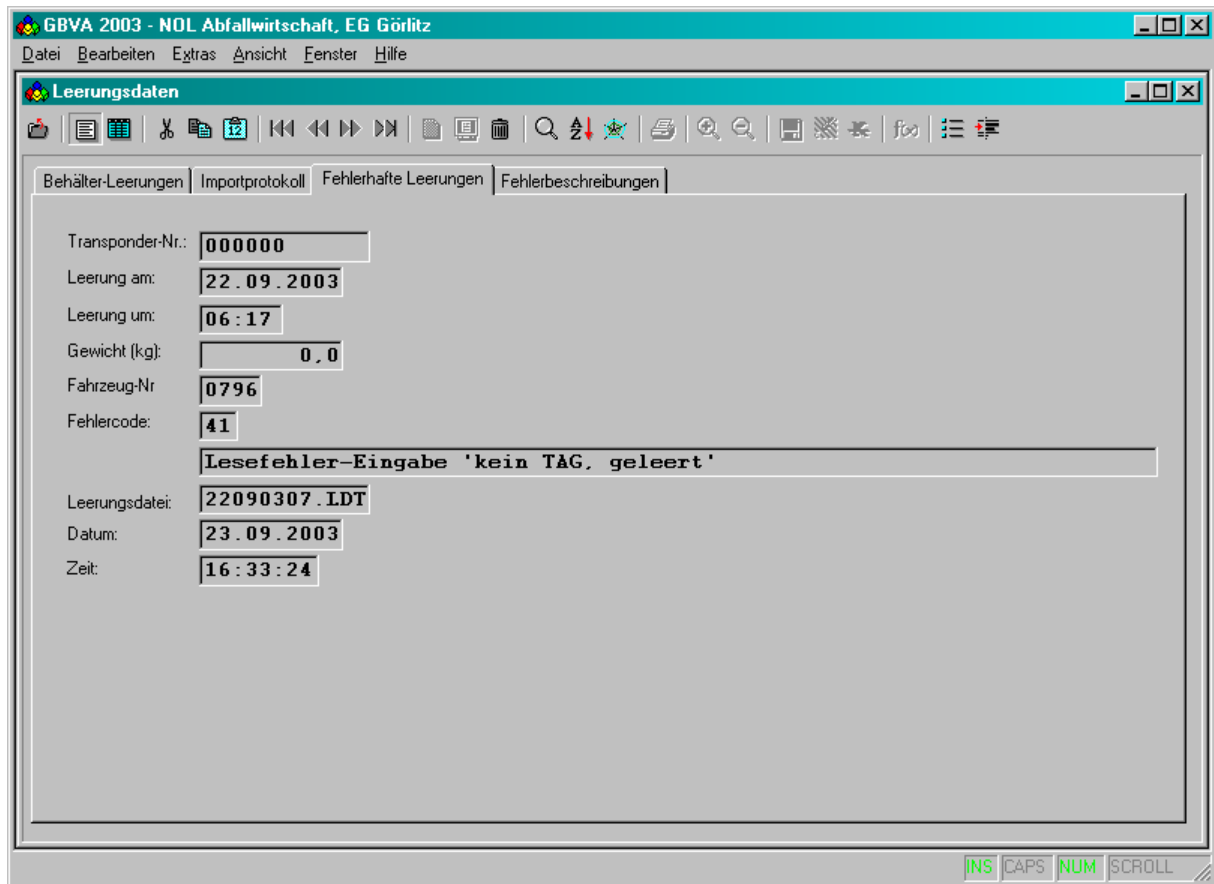 GBVA 2003 - NOL Abfallwirtschaft, EG Görlitz
Datei Bearbeiten Extras Ansicht Fenster Hilfe
Leerungsdaten
12 A Z f(x)
Behälter-Leerungen Importprotokoll Fehlerhafte Leerungen Fehlerbeschreibungen
Transponder-Nr.: 000000
Leerung am: 22.09.2003
Leerung um: 06:17
Gewicht (kg): 0,0
Fahrzeug-Nr 0796
Fehlercode: 41
Lesefehler-Eingabe 'kein TAG, geleert'
Leerungsdatei: 22090307.LDT
Datum: 23.09.2003
Zeit: 16:33:24
INS CAPS NUM SCROLL